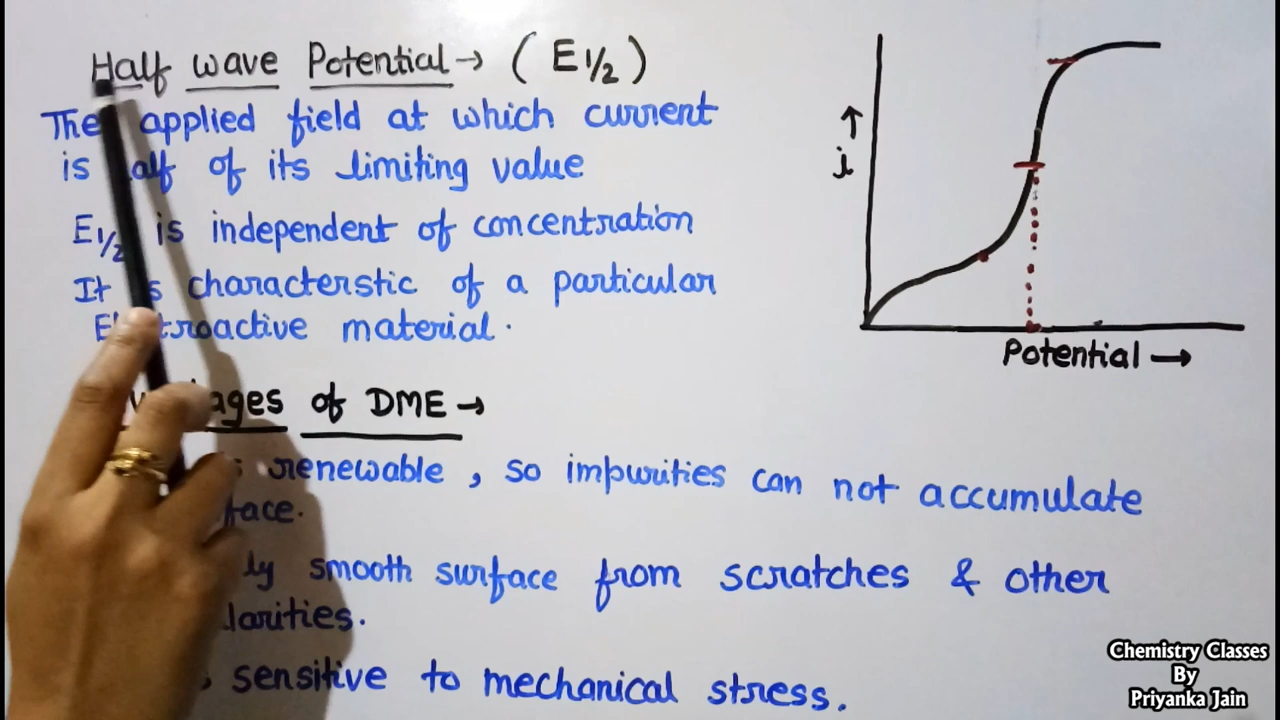 Half wave Potential → (E1/2)
The applied field at which current
is half of its limiting value
E1/2 is independent of concentration
It is characterstic of a particular
Electroactive material.
of DME →
renewable, so impurities can not accumulate
smooth surface from scratches & other
sensitive to mechanical stress.
i
Potential →
Chemistry Classes
By
Priyanka Jain